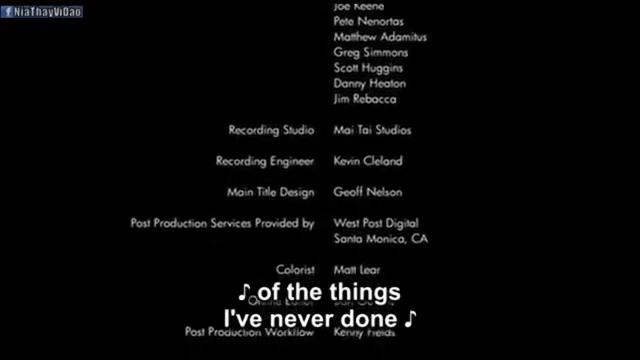 f NiaThayViDao
Joe Keene
Pete Nenortas
Matthew Adamitus
Greg Simmons
Scott Huggins
Danny Heaton
Jim Rebacca
Recording Studio Mai Tai Studios
Recording Engineer Kevin Cleland
Main Title Design Geoff Nelson
Post Production Services Provided by West Post Digital
Santa Monica, CA
Colorist Matt Lear
♪ of the things
Online Editor
I've never done ♪
Post Production Workflow Kenny Fields